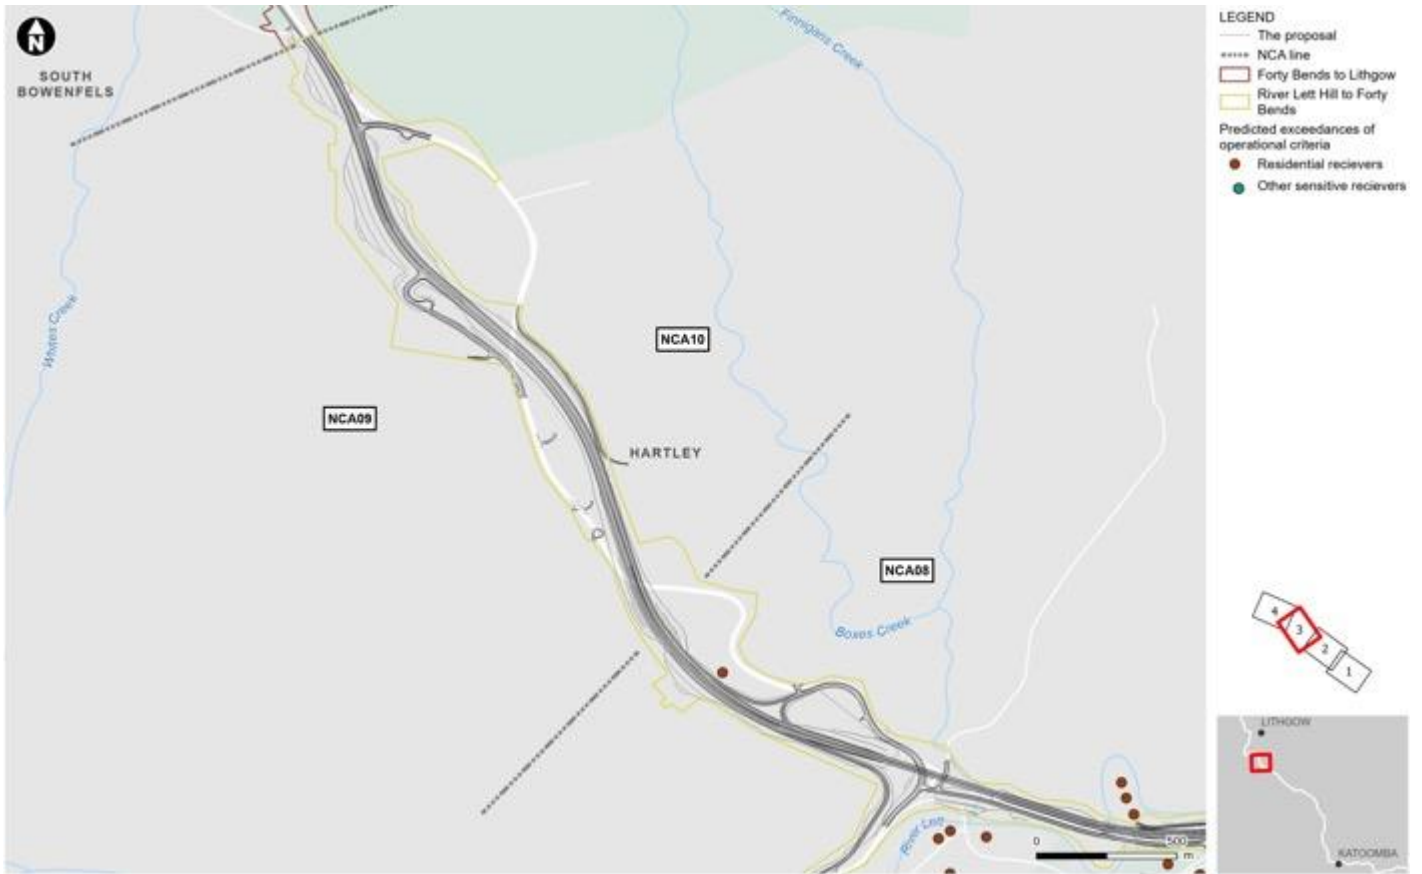 N
SOUTH
BOWENFELS
Finnigans Creek
Whites Creek
NCA10
NCA09
HARTLEY
NCA08
Boxes Creek
River Lett
0
500
m
LEGEND
The proposal
NCA line
Forty Bends to Lithgow
River Lett Hill to Forty
Bends
Predicted exceedances of
operational criteria
Residential recievers
Other sensitive recievers
4
3
2
1
LITHGOW
KATOOMBA